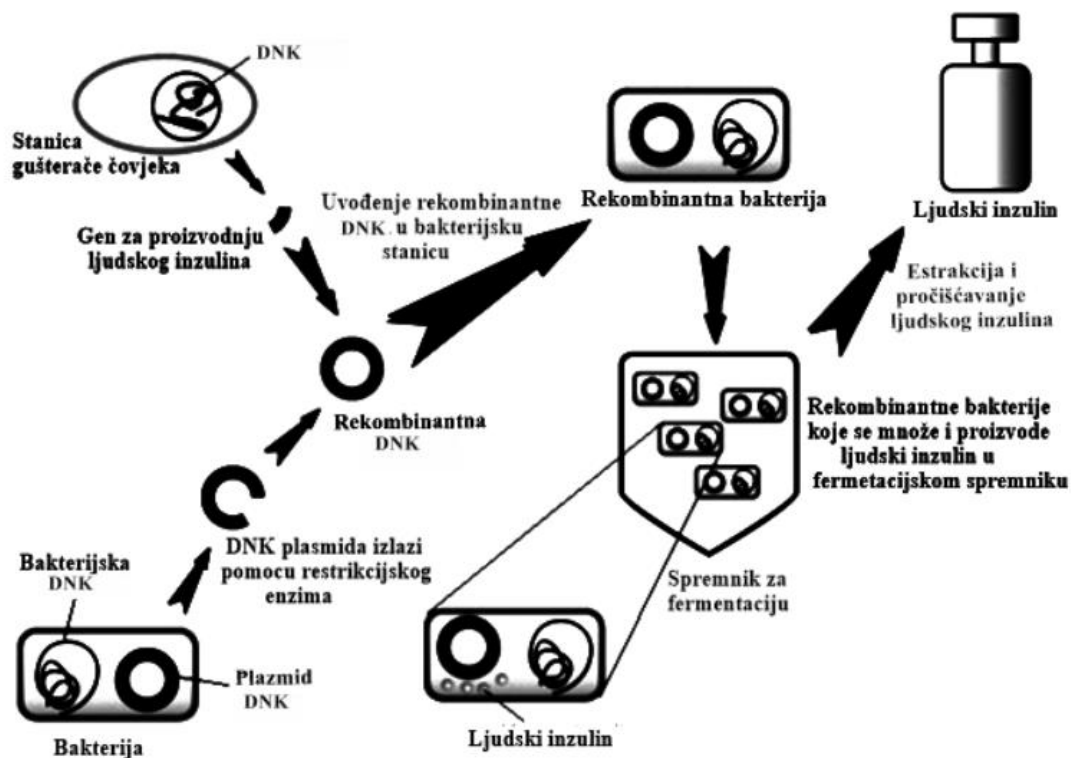 DNK
Stanica
gušterače čovjeka
Gen za proizvodnju
ljudskog inzulina
Uvođenje rekombinantne
DNK u bakterijsku
stanicu
Rekombinantna bakterija
Ljudski inzulin
Estrakcija i
pročišćavanje
ljudskog inzulina
Rekombinantna
DNK
Rekombinantne bakterije
koje se množe i proizvode
ljudski inzulin u
fermetacijskom spremniku
DNK plasmida izlazi
pomocu restrikcijskog
enzima
Bakterijska
DNK
Plazmid
DNK
Bakterija
Spremnik za
fermentaciju
Ljudski inzulin